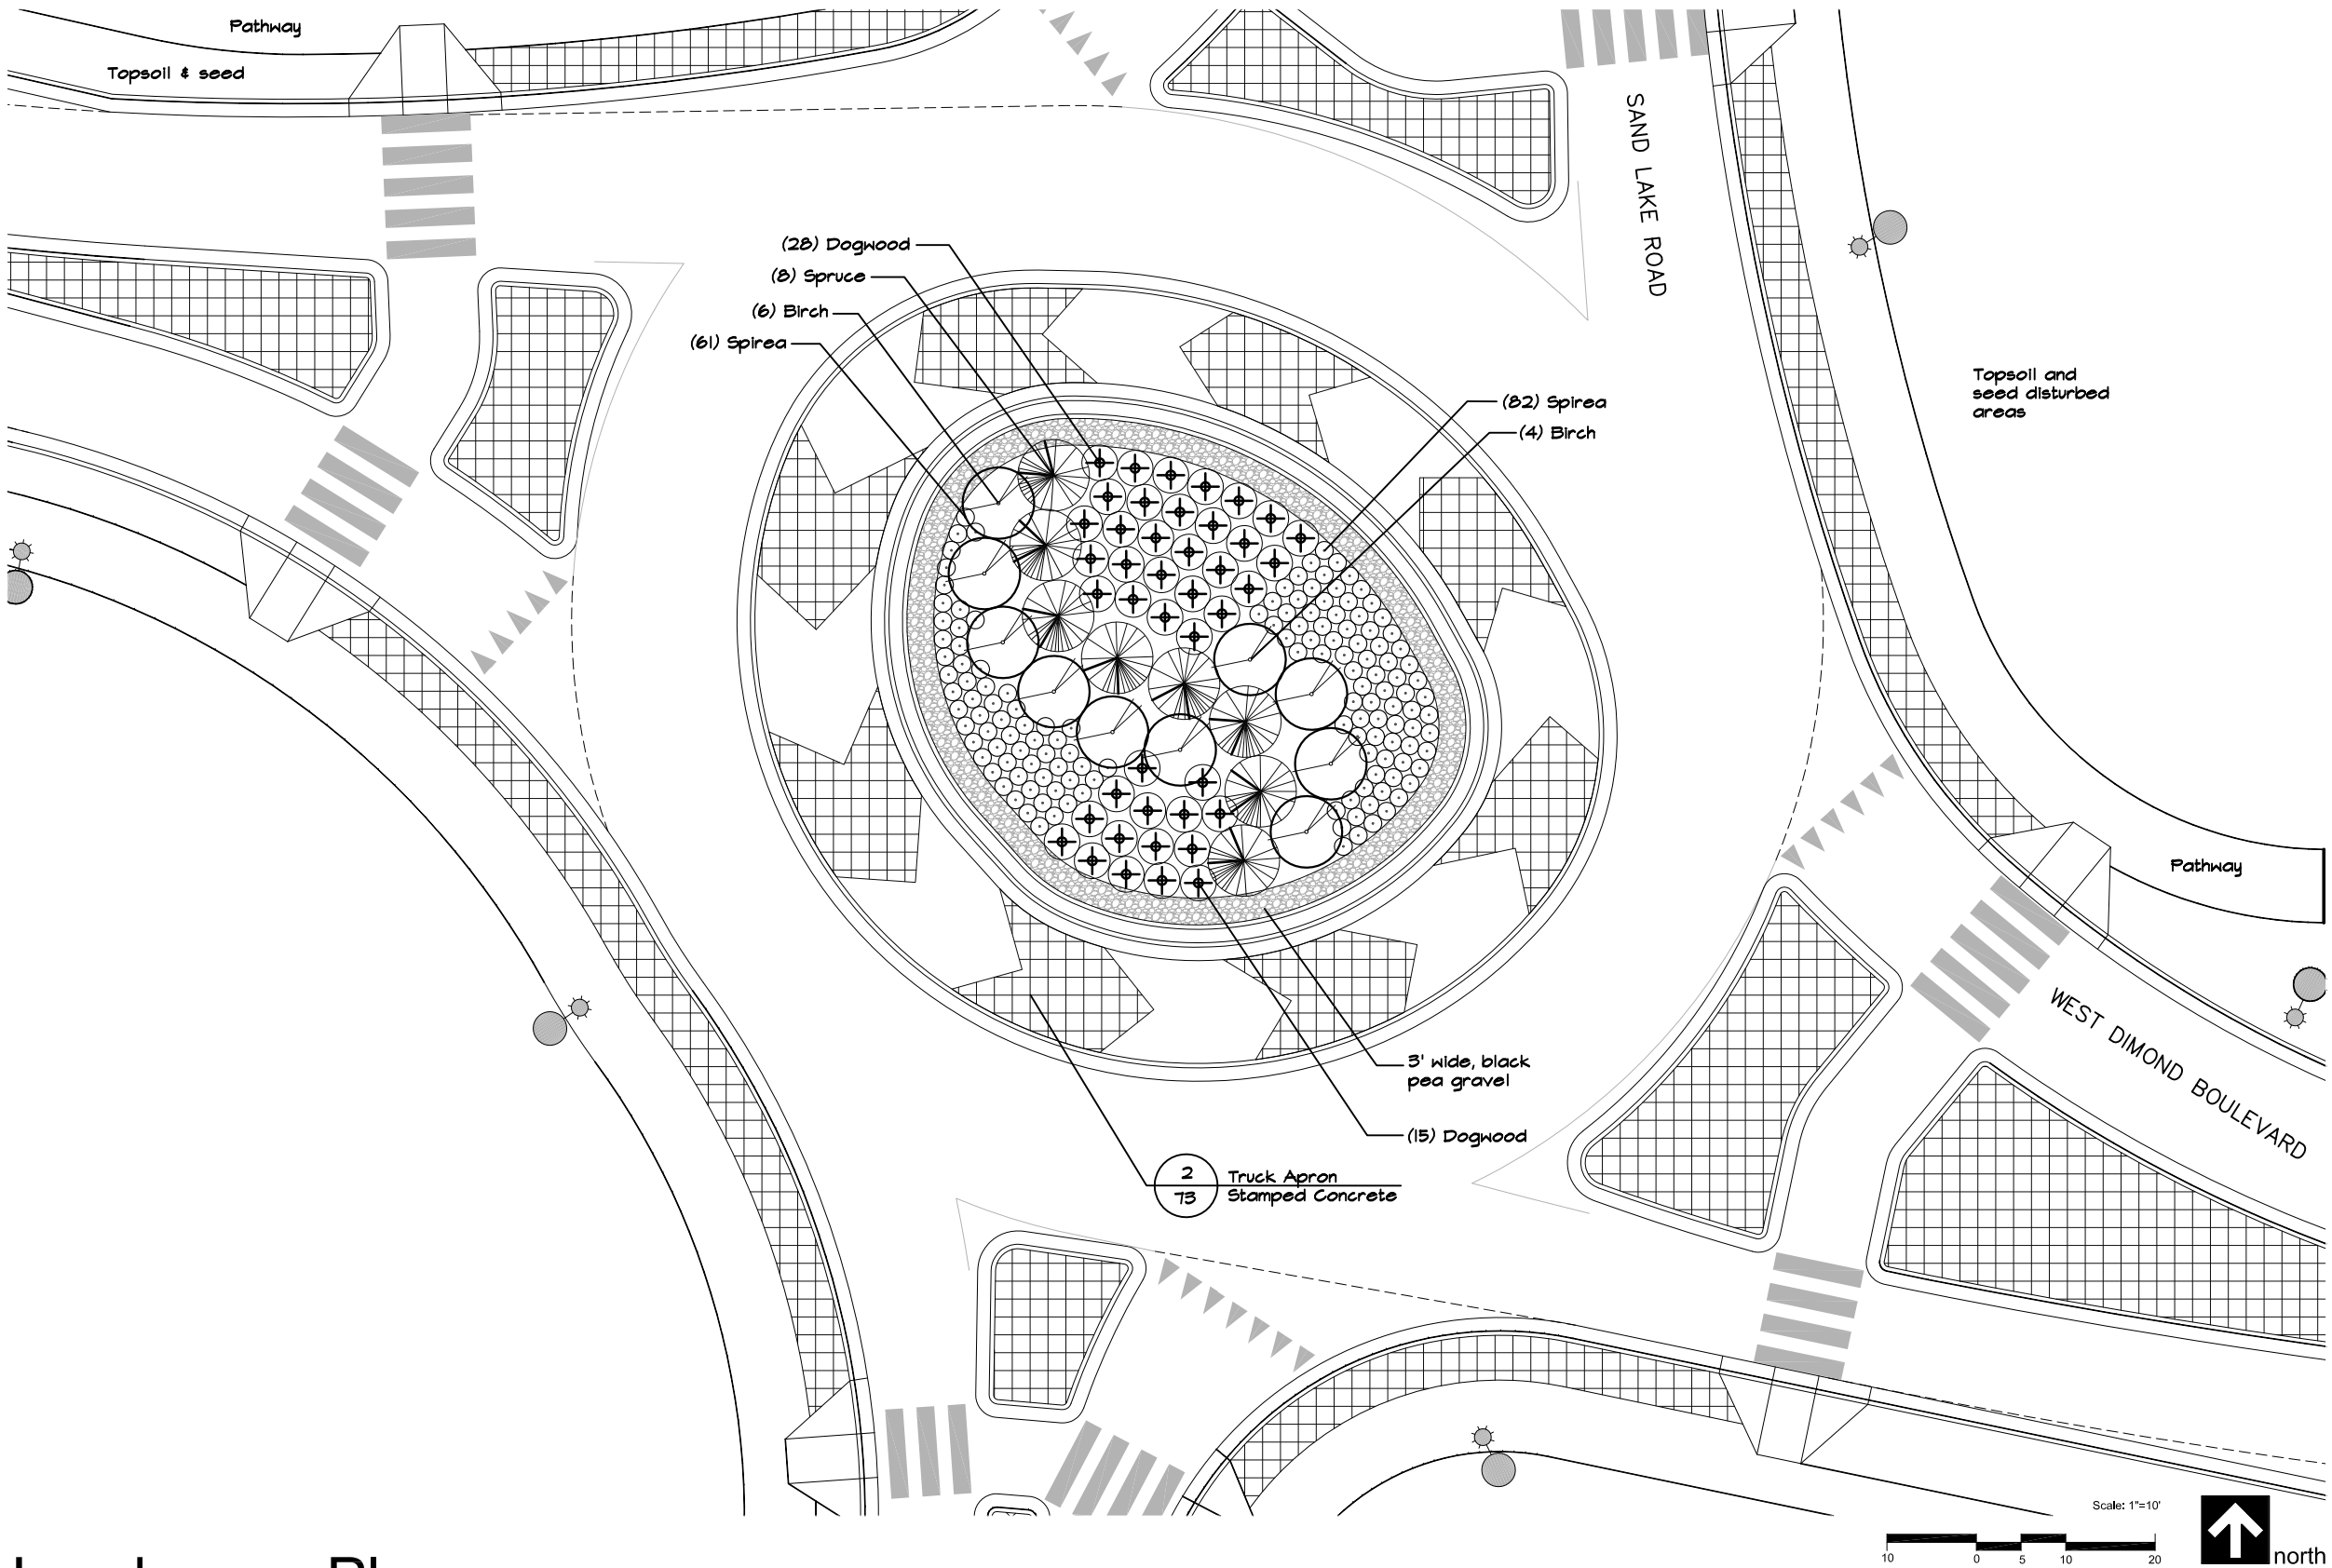 Pathway
Topsoil & seed
SAND LAKE ROAD
(28) Dogwood
(8) Spruce
(6) Birch
(61) Spirea
(82) Spirea
(4) Birch
Topsoil and
seed disturbed
areas
Pathway
WEST DIMOND BOULEVARD
3' wide, black
pea gravel
(15) Dogwood
2
73
Truck Apron
Stamped Concrete
Scale: 1"=10'
10 0 5 10 20
north